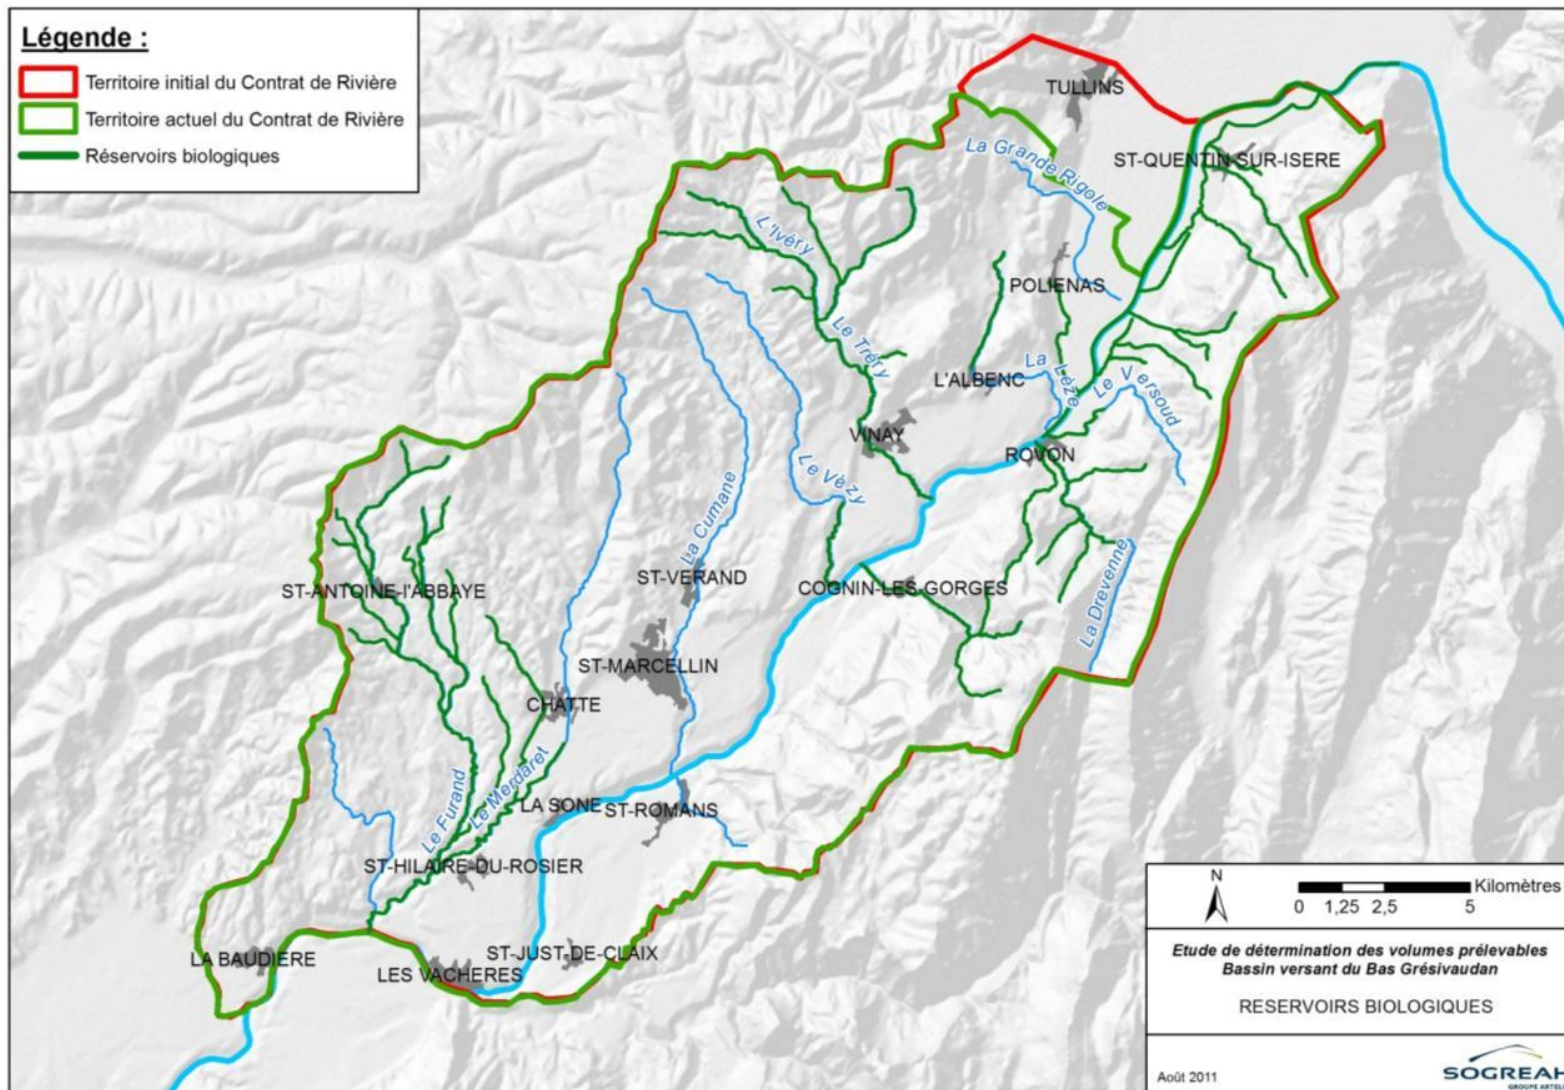 Légende :
Territoire initial du Contrat de Rivière
Territoire actuel du Contrat de Rivière
Réservoirs biologiques
TULLINS
La Grande Rigole
ST-QUENTIN-SUR-ISERE
L'Ivéry
POLIENAS
Le Tréry
L'ALBENC
La Lèze
Le Versoud
VINAY
ROVON
Le Vézy
La Cumane
ST-VERAND
COGNIN-LES-GORGES
La Drevenne
ST-ANTOINE-l'ABBAYE
ST-MARCELLIN
CHATTE
Le Furand
Le Merdaret
LA SONE
ST-ROMANS
ST-HILAIRE-DU-ROSIER
LA BAUDIERE
LES VACHERES
ST-JUST-DE-CLAIX
N
Kilomètres
0 1,25 2,5 5
Etude de détermination des volumes prélevables
Bassin versant du Bas Grésivaudan
RESERVOIRS BIOLOGIQUES
Août 2011
SOGREAH
GROUPE ARTELIA